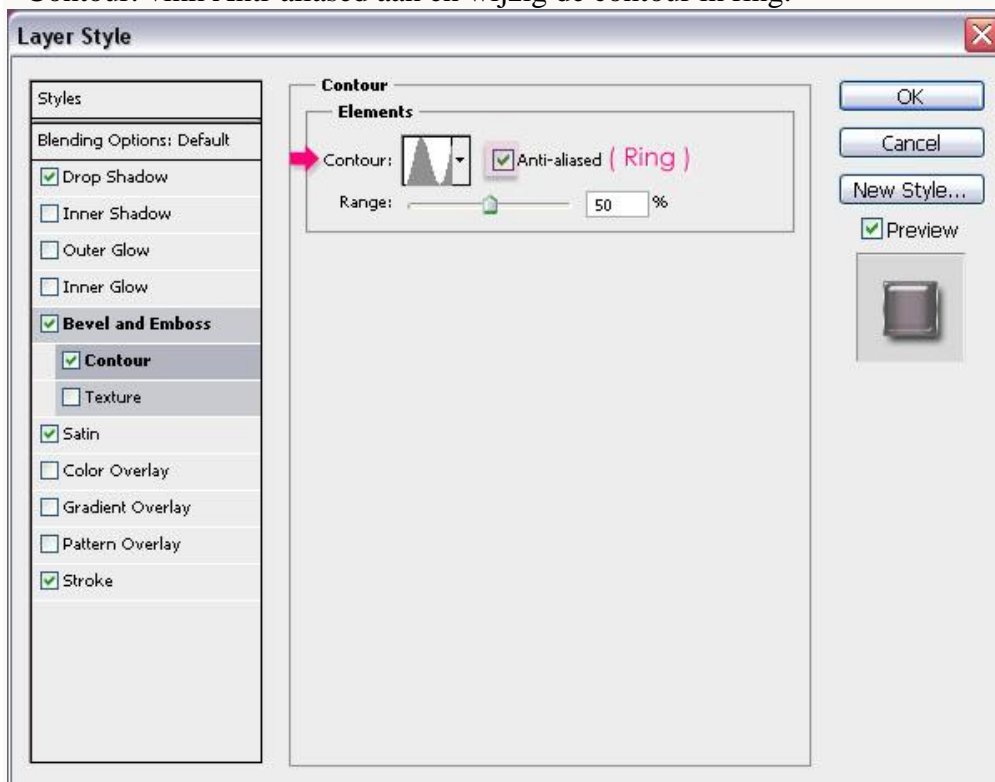 Contour: vink Anti-aliased aan en wijzig de contour in ring.
Layer Style
Styles
Blending Options: Default
Drop Shadow
Inner Shadow
Outer Glow
Inner Glow
Bevel and Emboss
Contour
Texture
Satin
Color Overlay
Gradient Overlay
Pattern Overlay
Stroke
Contour
Elements
Contour: Anti-aliased ( Ring )
Range: 50 %
OK
Cancel
New Style...
Preview